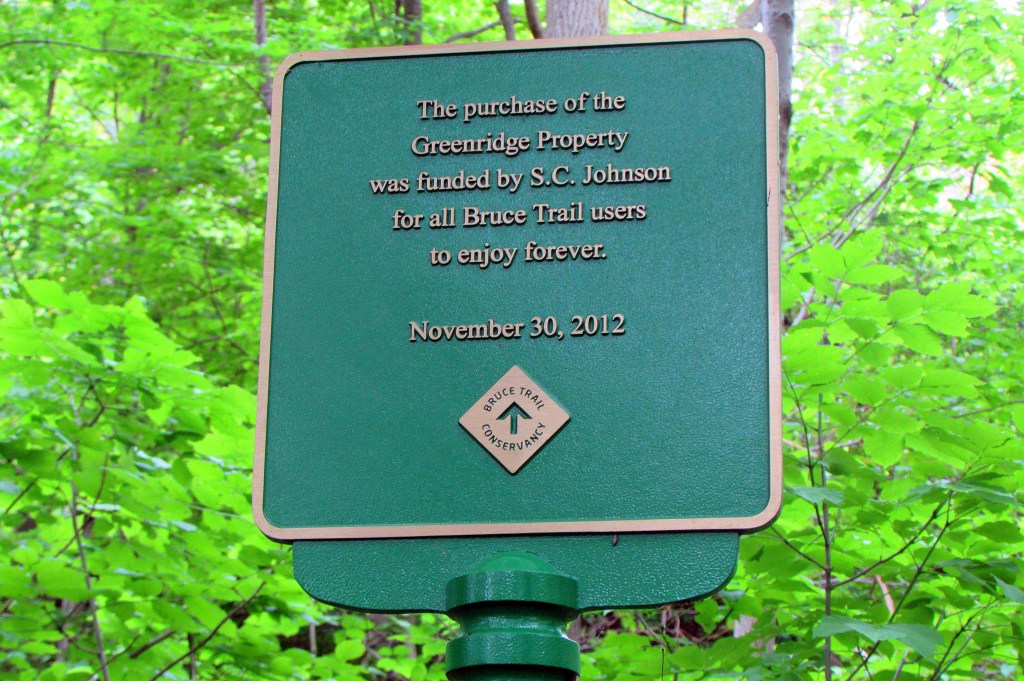 The purchase of the
Greenridge Property
was funded by S.C. Johnson
for all Bruce Trail users
to enjoy forever.
November 30, 2012
BRUCE TRAIL
CONSERVANCY